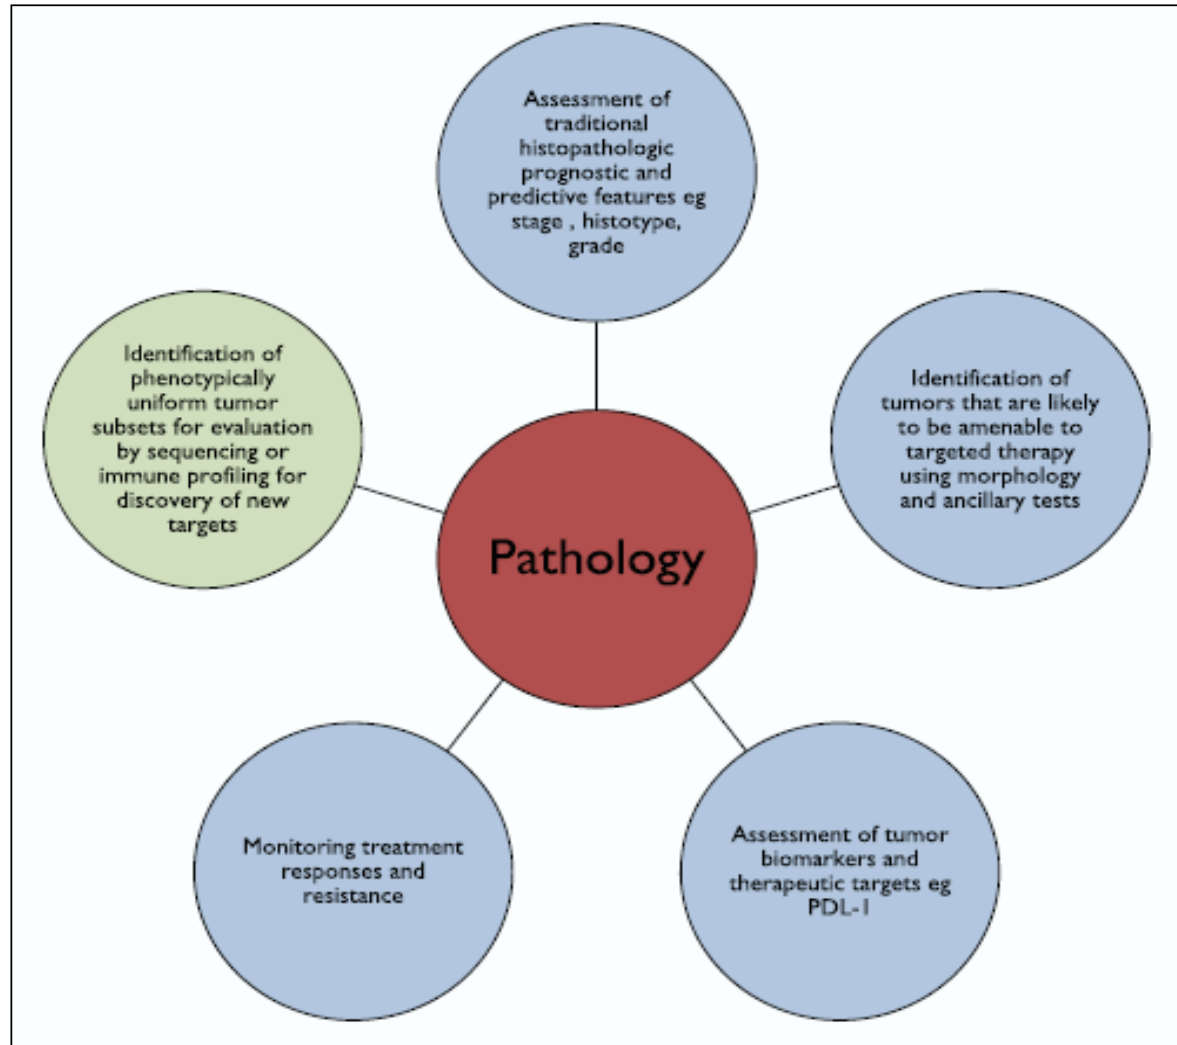 Assessment of
traditional
histopathologic
prognostic and
predictive features eg
stage , histotype,
grade
Identification of
phenotypically
uniform tumor
subsets for evaluation
by sequencing or
immune profiling for
discovery of new
targets
Identification of
tumors that are likely
to be amenable to
targeted therapy
using morphology
and ancillary tests
Pathology
Monitoring treatment
responses and
resistance
Assessment of tumor
biomarkers and
therapeutic targets eg
PDL-1